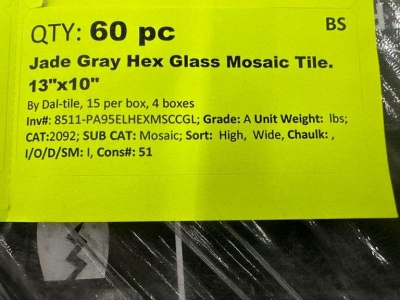 QTY: 60 pc BS
Jade Gray Hex Glass Mosaic Tile.
13"x10"
By Dal-tile, 15 per box, 4 boxes
Inv#: 8511-PA95ELHEXMSCCGL; Grade: A Unit Weight: lbs;
CAT:2092; SUB CAT: Mosaic; Sort: High, Wide, Chaulk: ,
I/O/D/SM: I, Cons#: 51